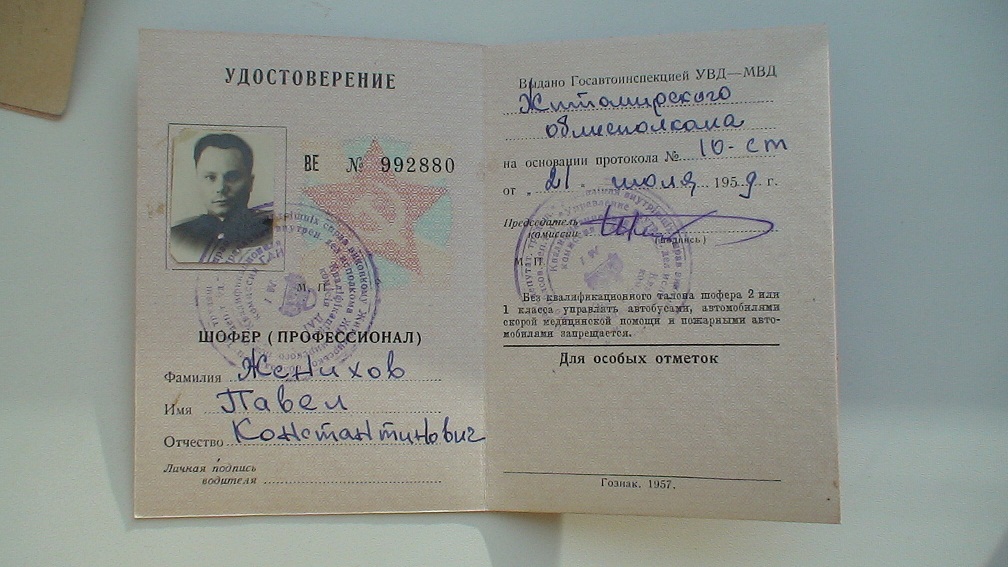 УДОСТОВЕРЕНИЕ
ВЕ № 992880
М. П.
ШОФЕР (ПРОФЕССИОНАЛ)
Фамилия Женихов
Имя Павел
Отчество Константинович
Личная подпись
водителя
Выдано Госавтоинспекцией УВД—МВД
Житомирского
облисполкома
на основании протокола № 10-ст
от „ 21 „ июля 1959 г.
Председатель
комиссии
(подпись)
М. П.
Без квалификационного талона шофера 2 или
1 класса управлять автобусами, автомобилями
скорой медицинской помощи и пожарными авто-
мобилями запрещается.
Для особых отметок
Гознак. 1957.